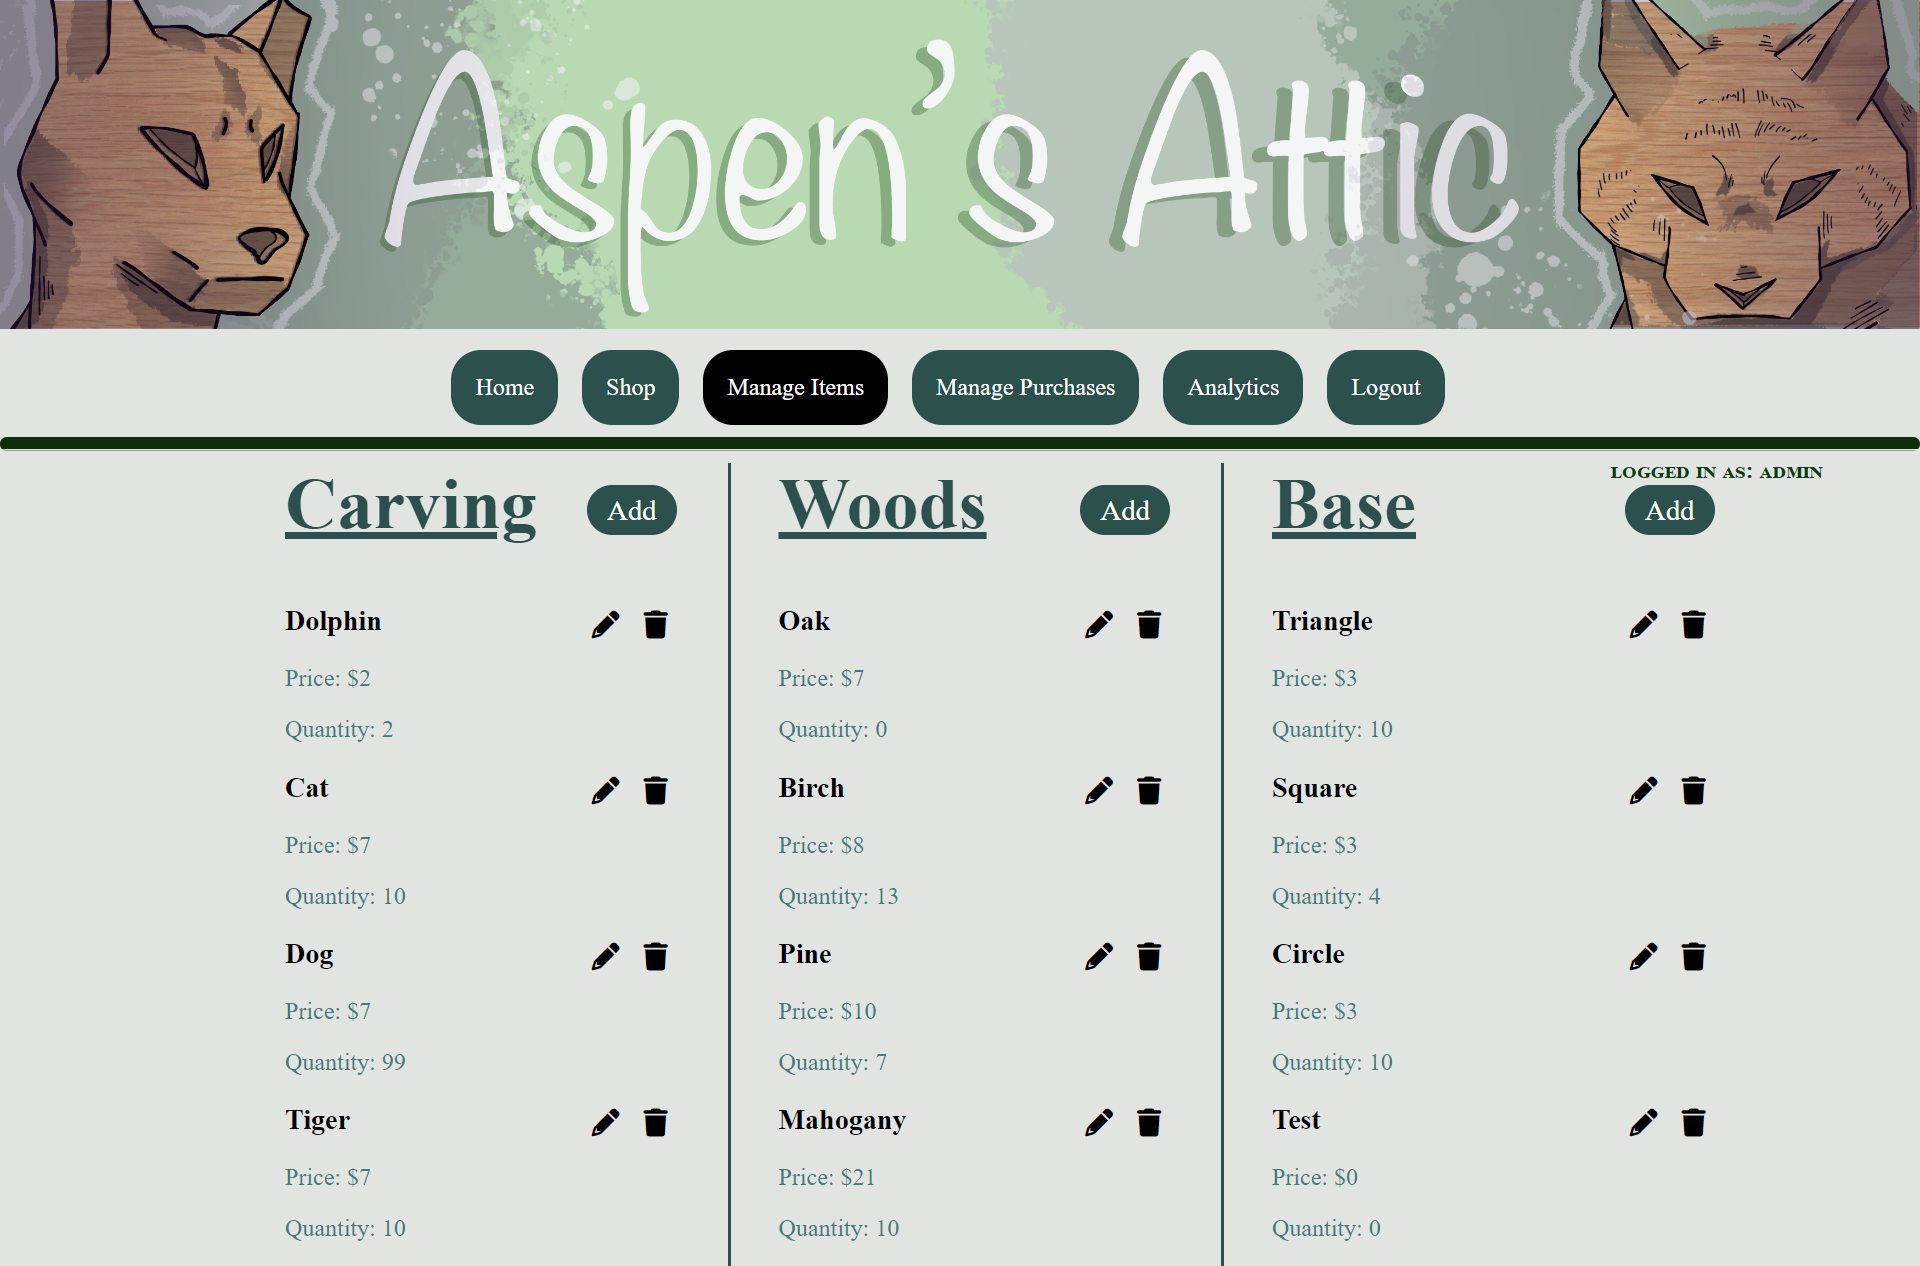 Aspen's Attic
Home
Shop
Manage Items
Manage Purchases
Analytics
Logout
LOGGED IN AS: ADMIN
Carving
Add
Dolphin
Price: $2
Quantity: 2
Cat
Price: $7
Quantity: 10
Dog
Price: $7
Quantity: 99
Tiger
Price: $7
Quantity: 10
Woods
Add
Oak
Price: $7
Quantity: 0
Birch
Price: $8
Quantity: 13
Pine
Price: $10
Quantity: 7
Mahogany
Price: $21
Quantity: 10
Base
Add
Triangle
Price: $3
Quantity: 10
Square
Price: $3
Quantity: 4
Circle
Price: $3
Quantity: 10
Test
Price: $0
Quantity: 0